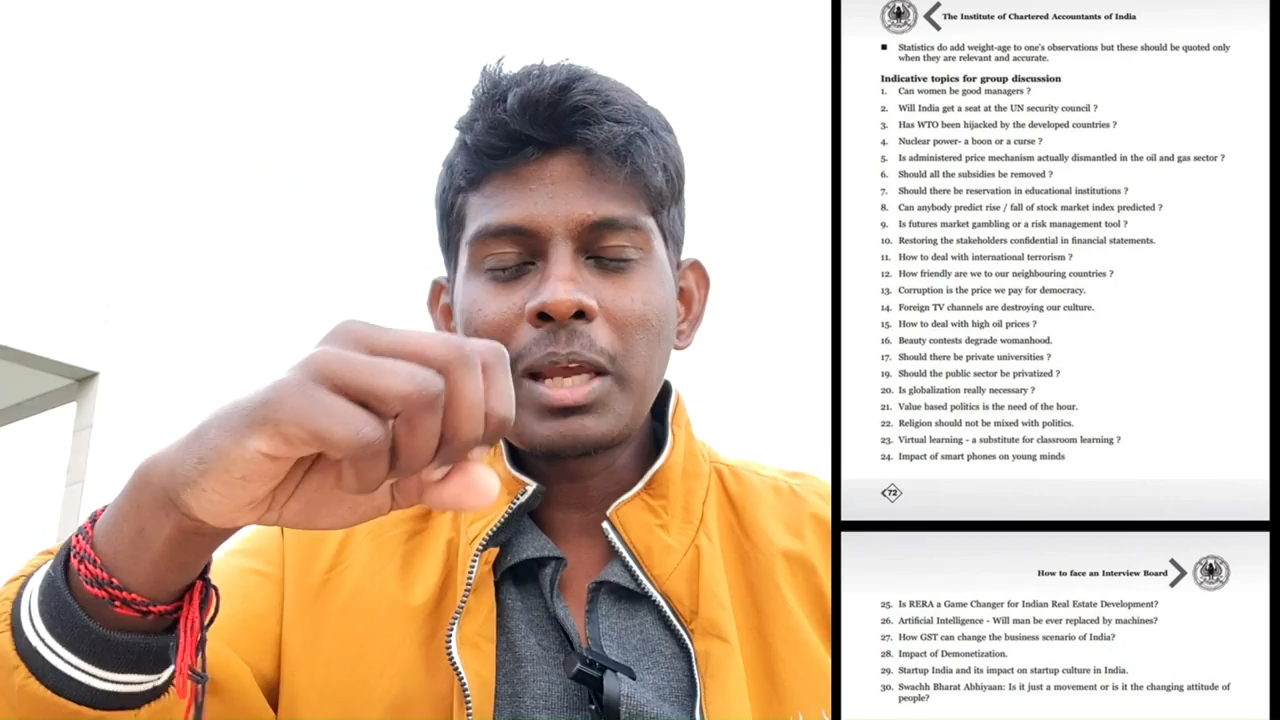 The Institute of Chartered Accountants of India
■ Statistics do add weight-age to one's observations but these should be quoted only
when they are relevant and accurate.
Indicative topics for group discussion
1. Can women be good managers ?
2. Will India get a seat at the UN security council ?
3. Has WTO been hijacked by the developed countries ?
4. Nuclear power- a boon or a curse ?
5. Is administered price mechanism actually dismantled in the oil and gas sector ?
6. Should all the subsidies be removed ?
7. Should there be reservation in educational institutions ?
8. Can anybody predict rise / fall of stock market index predicted ?
9. Is futures market gambling or a risk management tool ?
10. Restoring the stakeholders confidential in financial statements.
11. How to deal with international terrorism ?
12. How friendly are we to our neighbouring countries ?
13. Corruption is the price we pay for democracy.
14. Foreign TV channels are destroying our culture.
15. How to deal with high oil prices ?
16. Beauty contests degrade womanhood.
17. Should there be private universities ?
19. Should the public sector be privatized ?
20. Is globalization really necessary ?
21. Value based politics is the need of the hour.
22. Religion should not be mixed with politics.
23. Virtual learning - a substitute for classroom learning ?
24. Impact of smart phones on young minds
72
How to face an Interview Board
25. Is RERA a Game Changer for Indian Real Estate Development?
26. Artificial Intelligence - Will man be ever replaced by machines?
27. How GST can change the business scenario of India?
28. Impact of Demonetization.
29. Startup India and its impact on startup culture in India.
30. Swachh Bharat Abhiyaan: Is it just a movement or is it the changing attitude of
people?